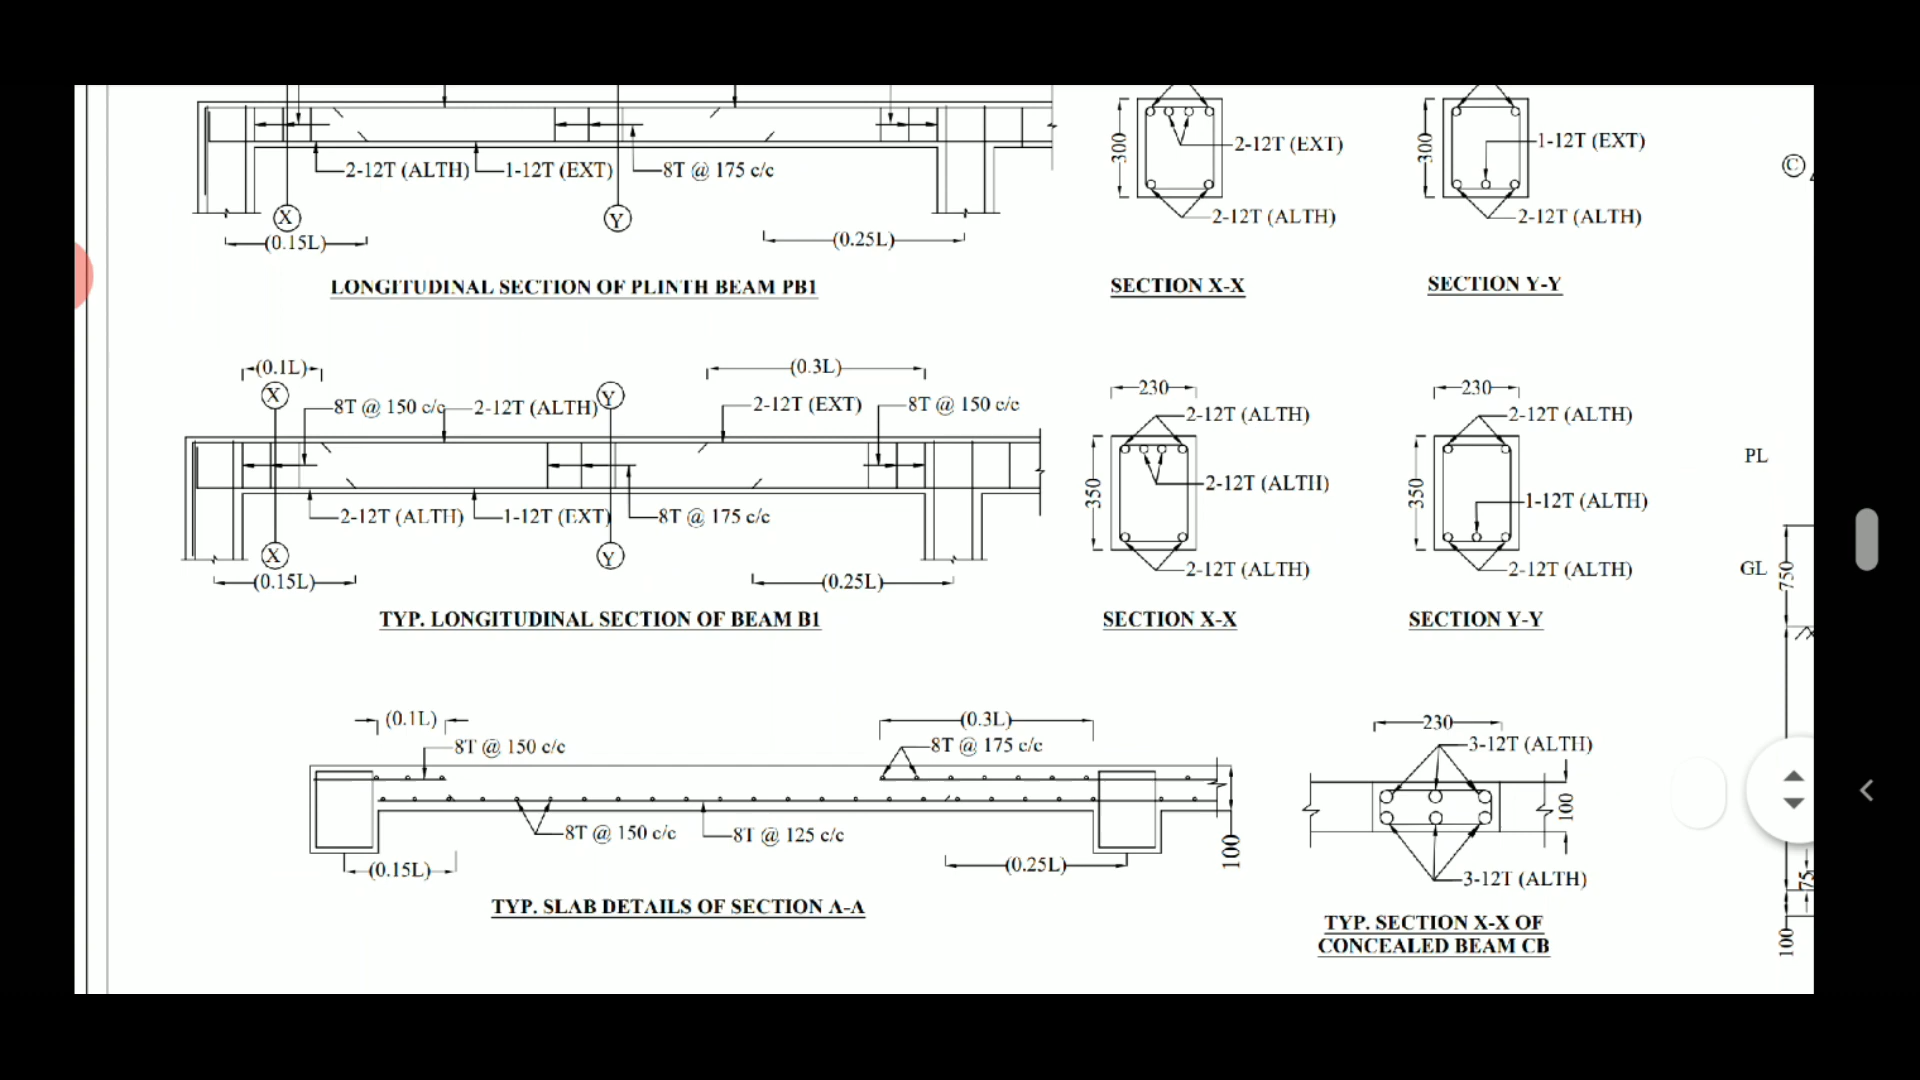 2-12T (ALTH)
1-12T (EXT)
8T @ 175 c/c
X
Y
(0.15L)
(0.25L)
LONGITUDINAL SECTION OF PLINTH BEAM PB1
300
2-12T (EXT)
2-12T (ALTH)
SECTION X-X
300
1-12T (EXT)
2-12T (ALTH)
SECTION Y-Y
©
(0.1L)
(0.3L)
X
8T @ 150 c/c
2-12T (ALTH)
Y
2-12T (EXT)
8T @ 150 c/c
2-12T (ALTH)
1-12T (EXT)
8T @ 175 c/c
X
Y
(0.15L)
(0.25L)
TYP. LONGITUDINAL SECTION OF BEAM B1
230
2-12T (ALTH)
350
2-12T (ALTH)
2-12T (ALTH)
SECTION X-X
230
2-12T (ALTH)
350
1-12T (ALTH)
2-12T (ALTH)
SECTION Y-Y
PL
GL
750
(0.1L)
(0.3L)
8T @ 150 c/c
8T @ 175 c/c
8T @ 150 c/c
8T @ 125 c/c
100
(0.15L)
(0.25L)
TYP. SLAB DETAILS OF SECTION A-A
230
3-12T (ALTH)
100
3-12T (ALTH)
TYP. SECTION X-X OF
CONCEALED BEAM CB
75
100